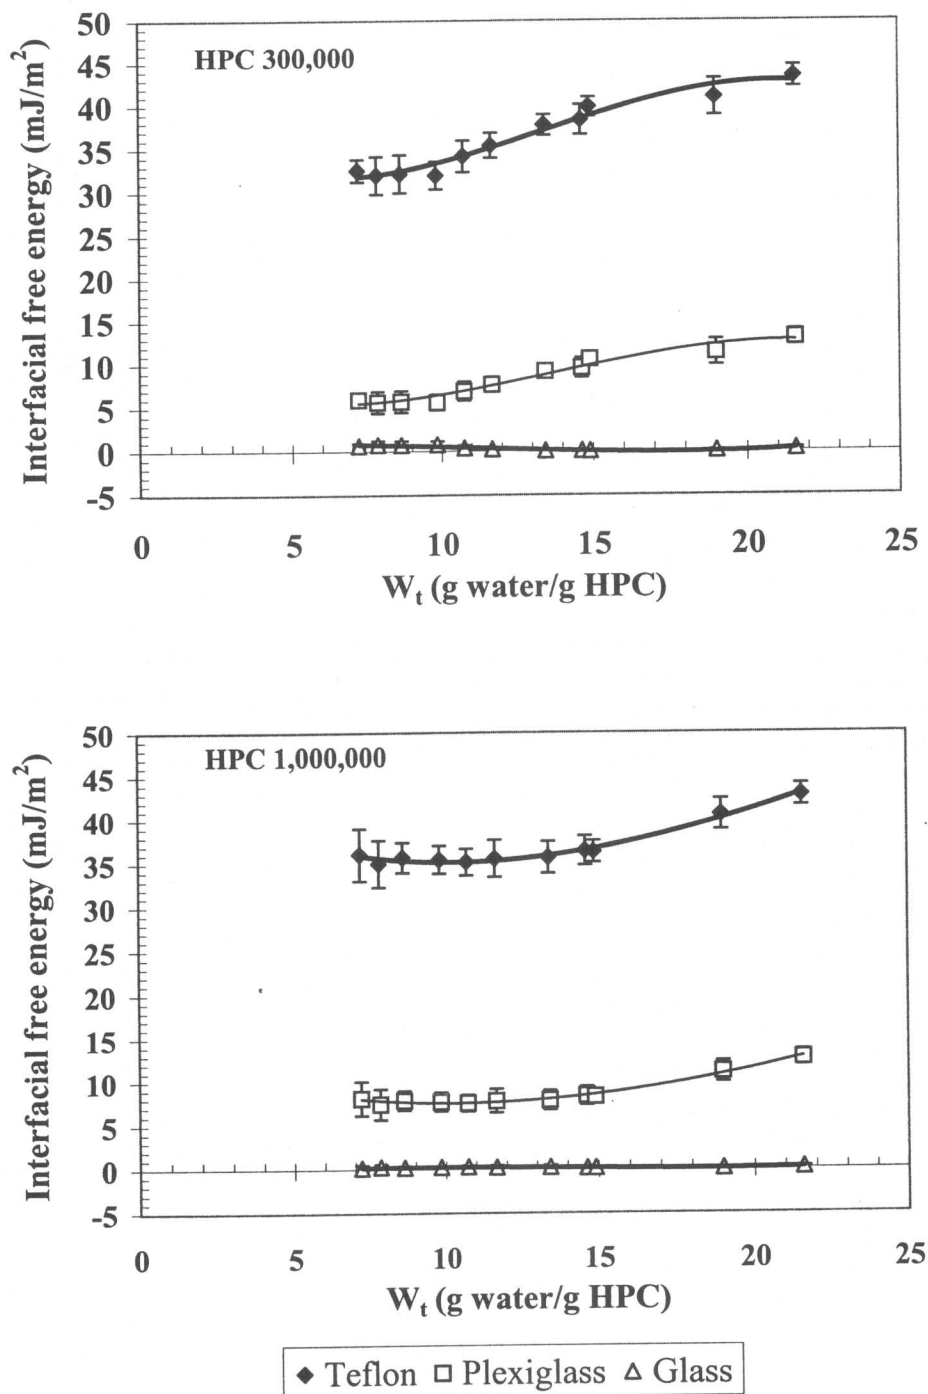 HPC 300,000
Interfacial free energy (mJ/m²)
50
45
40
35
30
25
20
15
10
5
0
-5
0 5 10 15 20 25
Wt (g water/g HPC)
HPC 1,000,000
Interfacial free energy (mJ/m²)
50
45
40
35
30
25
20
15
10
5
0
-5
0 5 10 15 20 25
Wt (g water/g HPC)
Teflon Plexiglass Glass